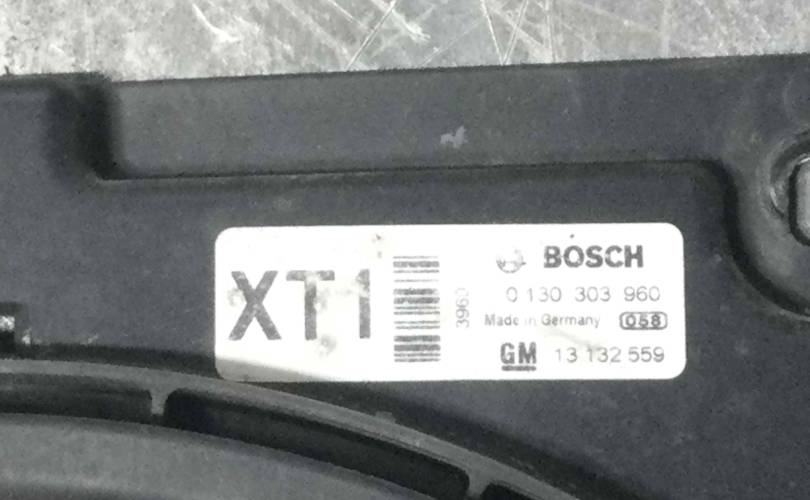 XT1
3960
BOSCH
0 130 303 960
Made in Germany 058
GM 13 132 559